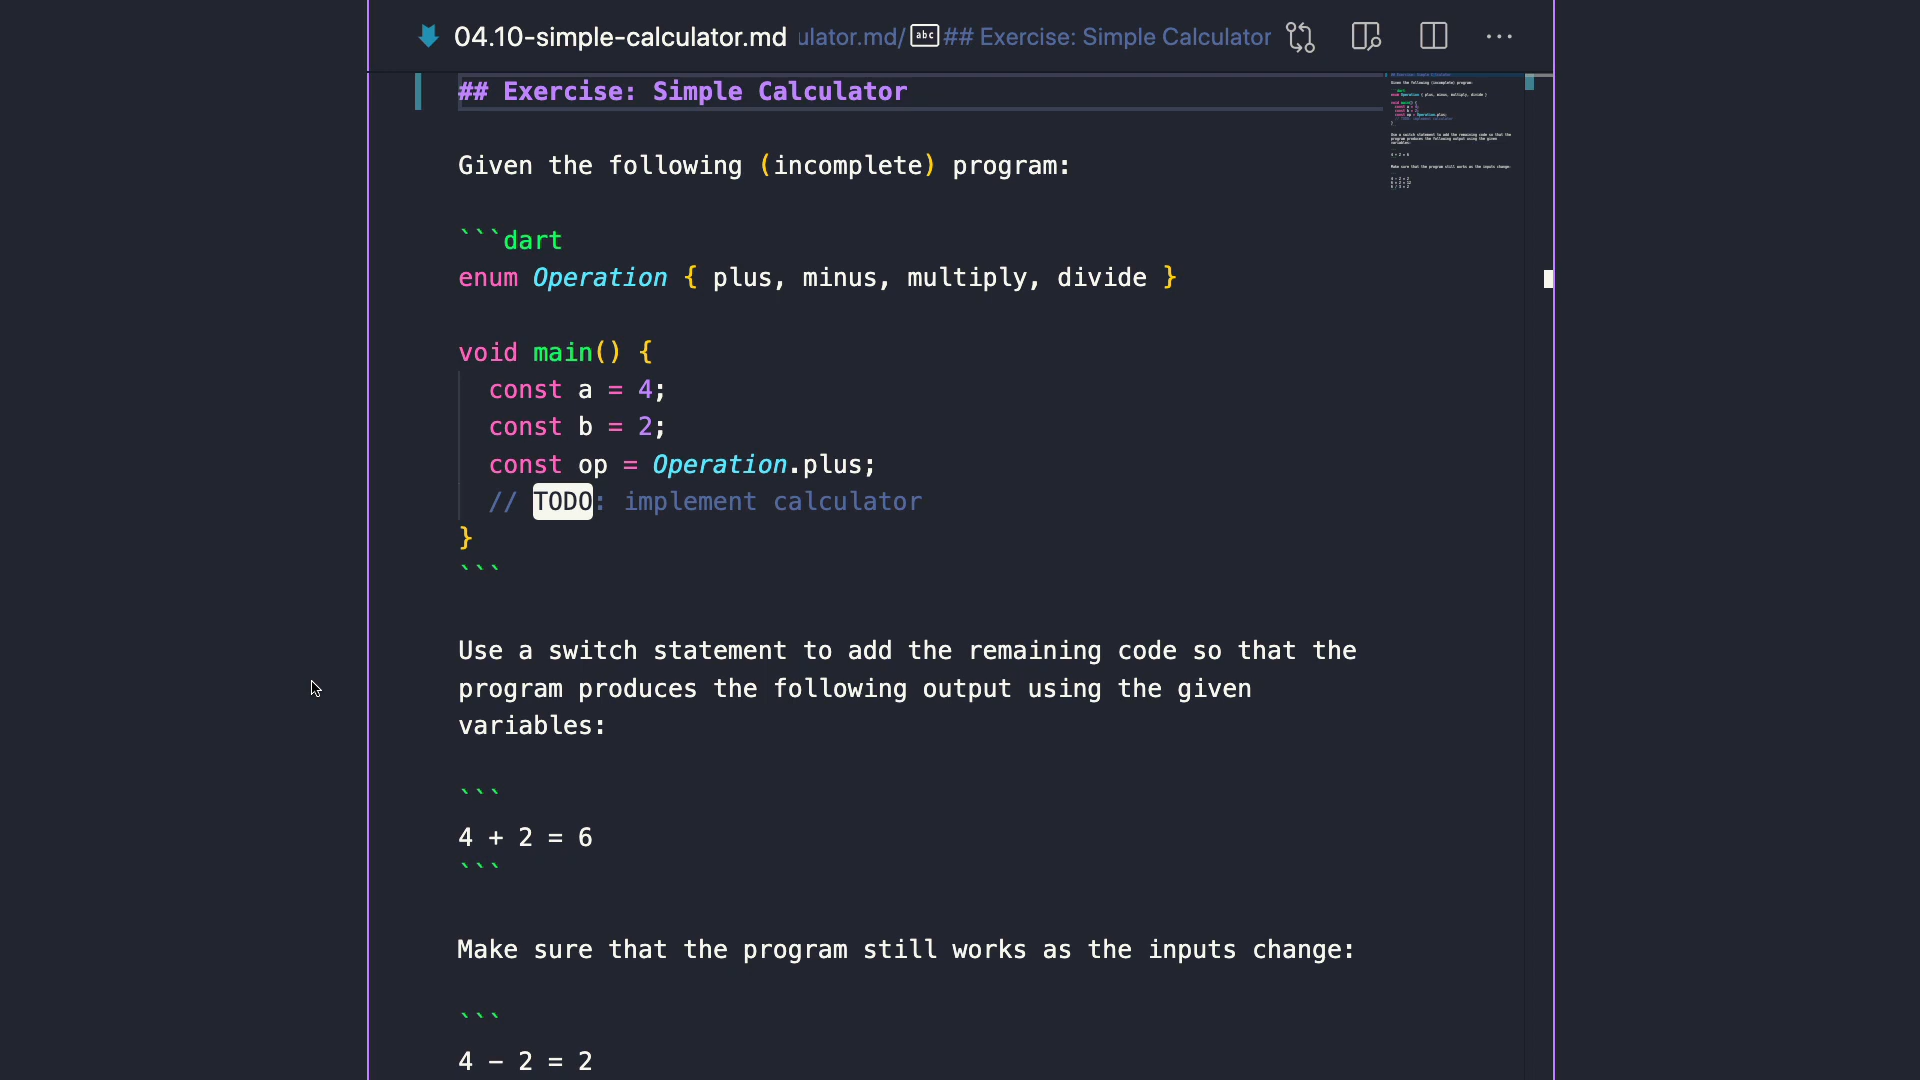 04.10-simple-calculator.md ulator.md/ abc ## Exercise: Simple Calculator ···
## Exercise: Simple Calculator
Given the following (incomplete) program:
```dart
enum Operation { plus, minus, multiply, divide }
void main() {
const a = 4;
const b = 2;
const op = Operation.plus;
// TODO: implement calculator
}
```
Use a switch statement to add the remaining code so that the
program produces the following output using the given
variables:
```
4 + 2 = 6
```
Make sure that the program still works as the inputs change:
```
4 − 2 = 2